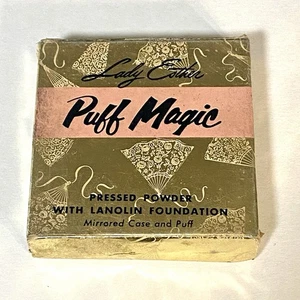 Lady Esther
Puff Magic
PRESSED POWDER
WITH LANOLIN FOUNDATION
Mirrored Case and Puff